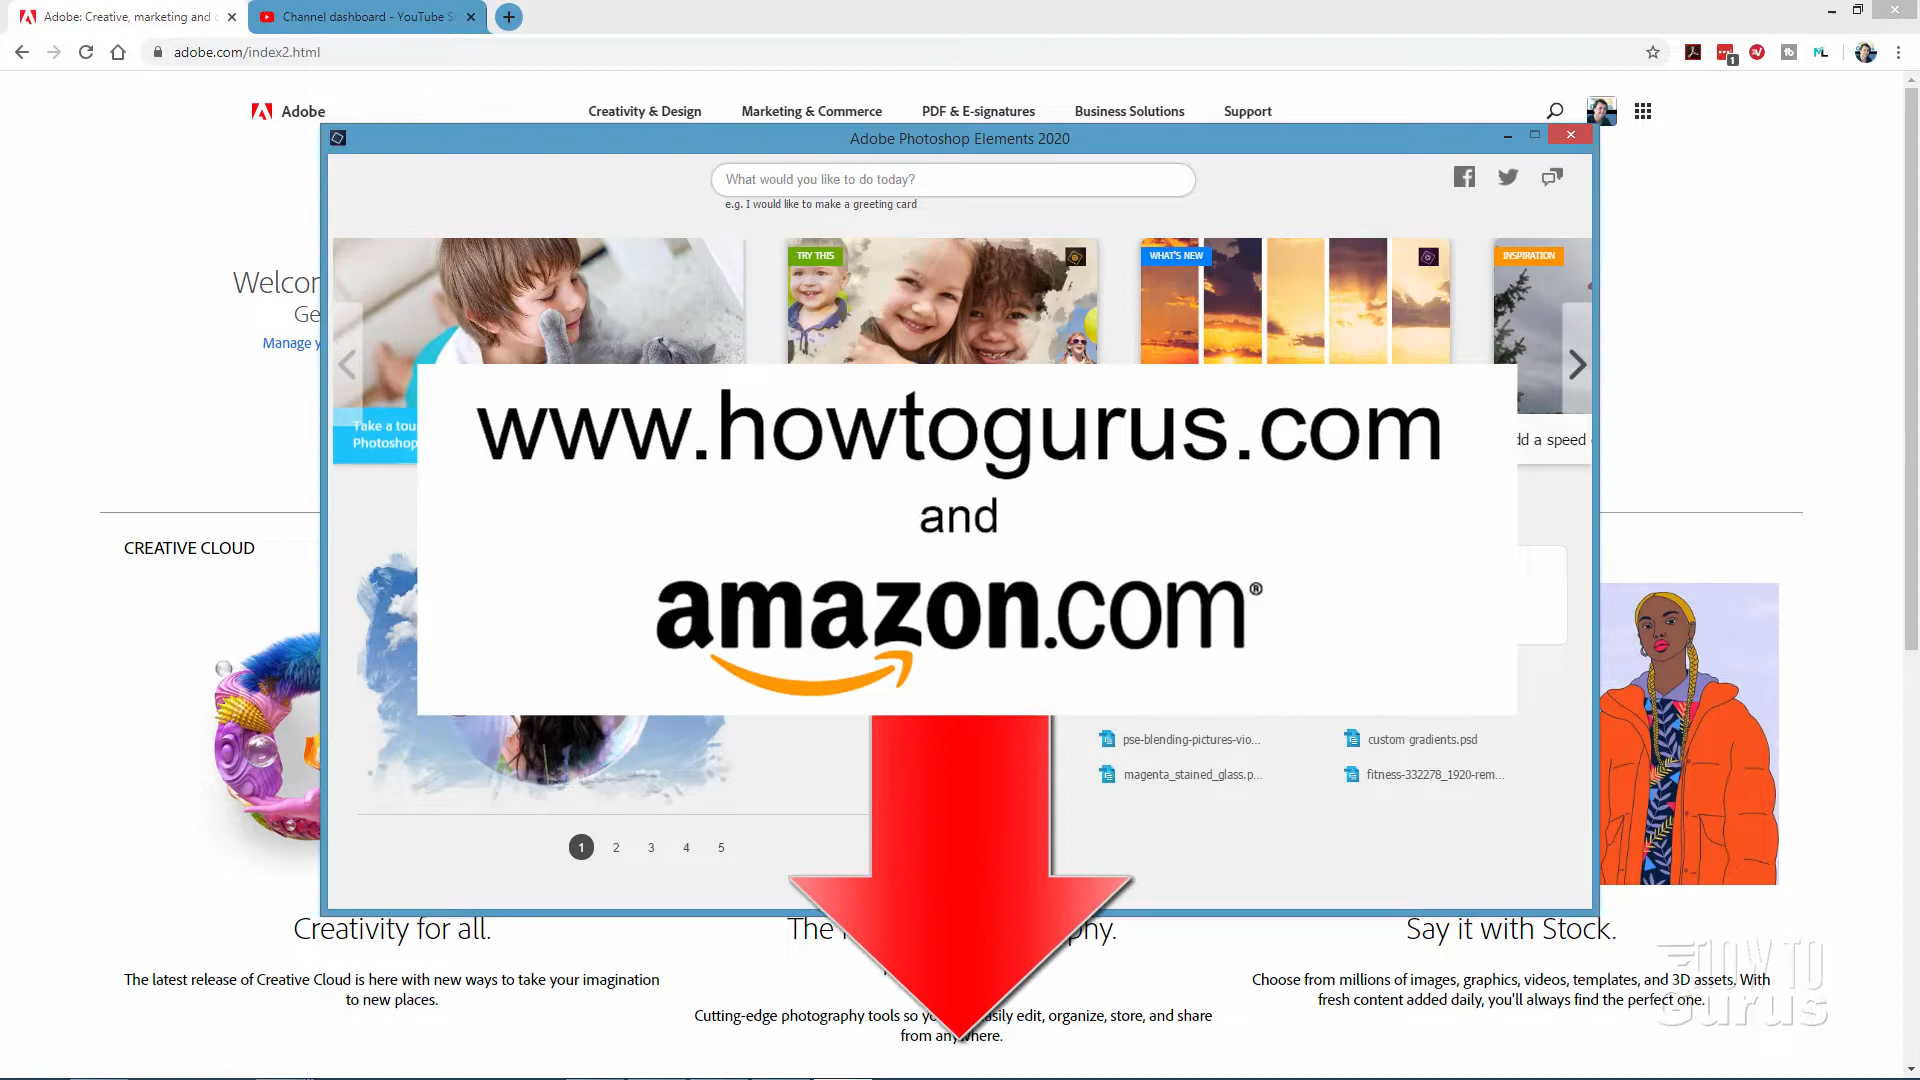 Adobe: Creative, marketing and
Channel dashboard - YouTube S
adobe.com/index2.html
1
Adobe
Creativity & Design
Marketing & Commerce
PDF & E-signatures
Business Solutions
Support
Adobe Photoshop Elements 2020
What would you like to do today?
e.g. I would like to make a greeting card
TRY THIS
WHAT'S NEW
INSPIRATION
Welcor
Ge
Manage y
Take a tou
Photoshop
dd a speed
www.howtogurus.com
and
amazon.com®
CREATIVE CLOUD
pse-blending-pictures-vio...
custom gradients.psd
magenta_stained_glass.p...
fitness-332278_1920-rem...
1 2 3 4 5
Creativity for all.
The latest release of Creative Cloud is here with new ways to take your imagination
to new places.
The
phy.
Cutting-edge photography tools so yo asily edit, organize, store, and share
from anywhere.
Say it with Stock.
Choose from millions of images, graphics, videos, templates, and 3D assets. With
fresh content added daily, you'll always find the perfect one.
HOW TO
Gurus